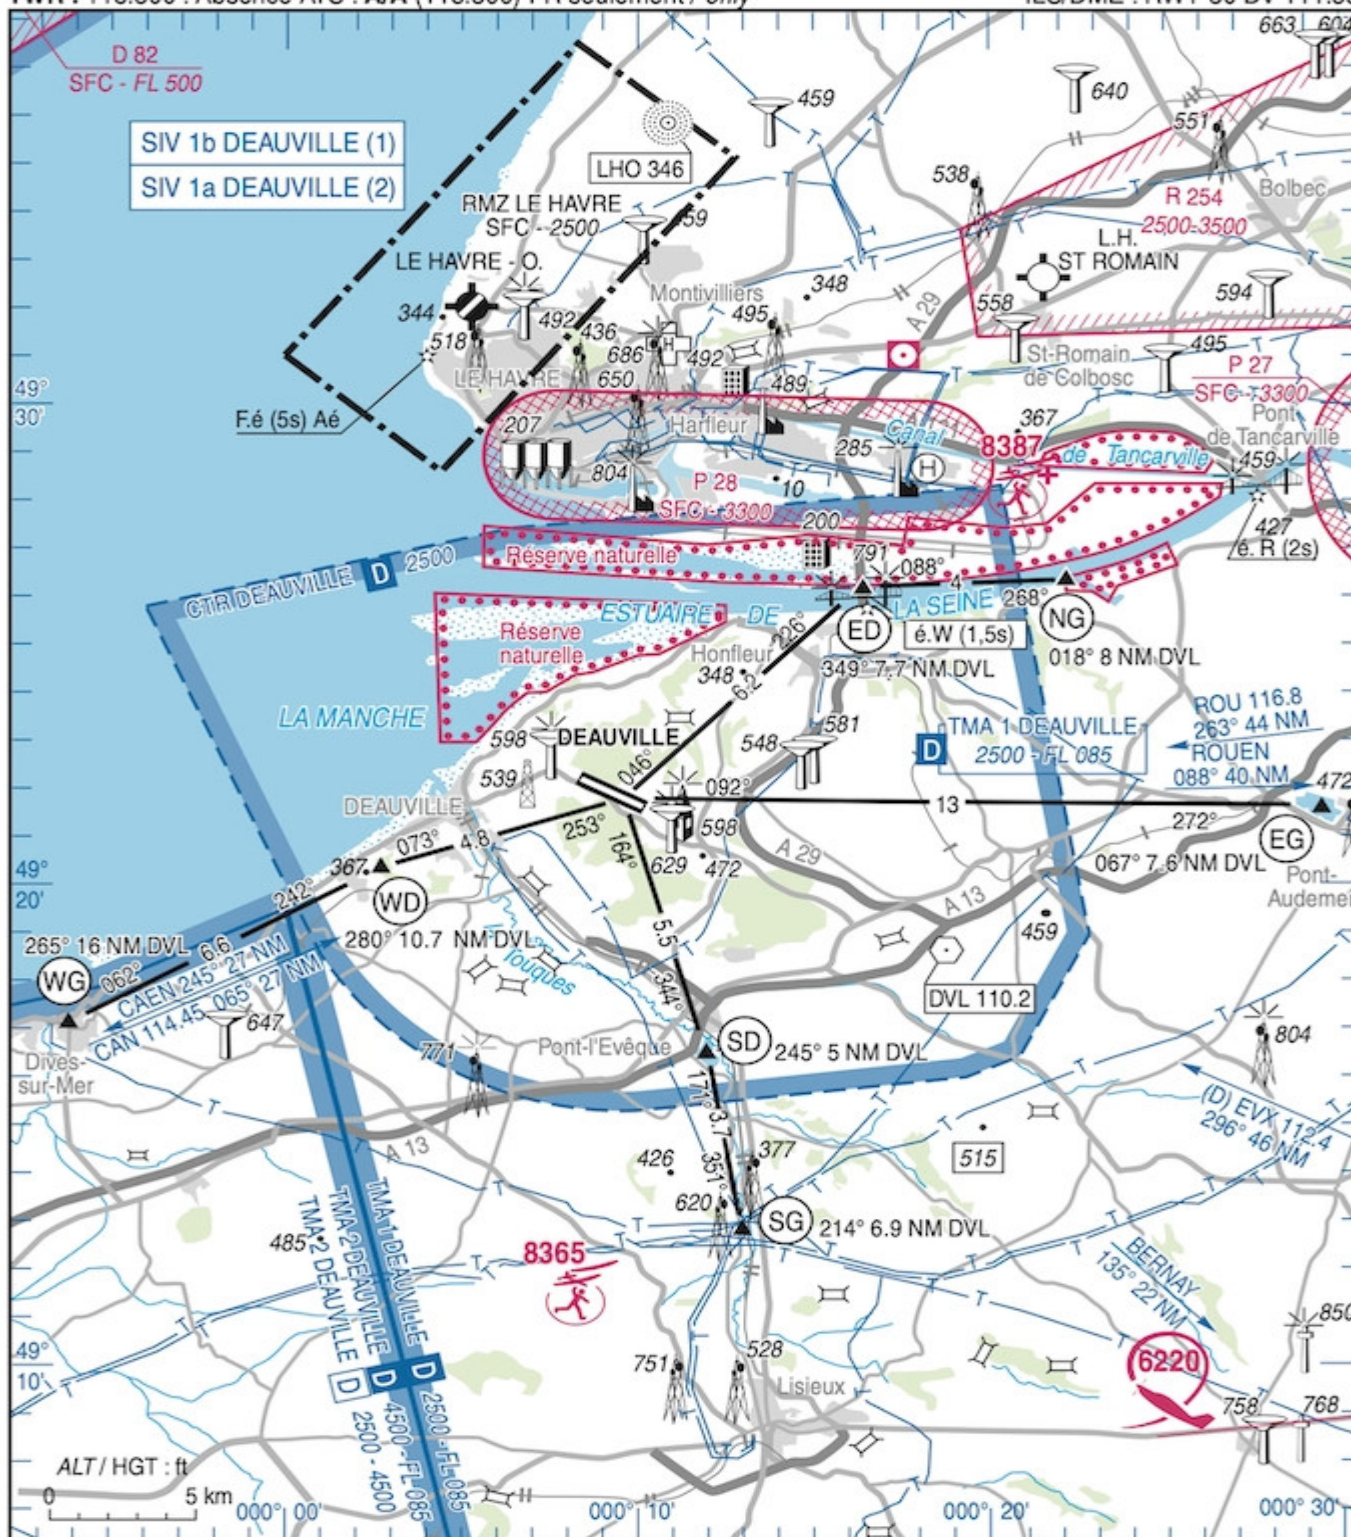 D 82
SFC - FL 500
663
604
SIV 1b DEAUVILLE (1)
SIV 1a DEAUVILLE (2)
459
640
551
LHO 346
538
Bolbec
R 254
2500-3500
RMZ LE HAVRE
SFC - 2500
L.H.
ST ROMAIN
LE HAVRE - O.
Montivilliers
348
A 29
594
344
492
436
495
558
518
686
H
492
St-Romain
de Colbosc
495
LE HAVRE
650
489
P 27
SFC - 3300
49°
30'
F.é (5s) Aé
207
Harfleur
367
Pont
de Tancarville
Canal
de Tancarville
8387
285
H
459
804
P 28
SFC - 3300
10
200
427
é. R (2s)
CTR DEAUVILLE D 2500
Réserve naturelle
791
088°
4
268°
ESTUAIRE DE LA SEINE
ED
NG
é.W (1,5s)
Réserve
naturelle
Honfleur
226°
6.2
046°
348
349° 7.7 NM DVL
018° 8 NM DVL
LA MANCHE
ROU 116.8
263° 44 NM
ROUEN
088° 40 NM
598
DEAUVILLE
548
581
D
TMA 1 DEAUVILLE
2500 - FL 085
539
092°
13
272°
472
DEAUVILLE
073°
4.8
253°
164°
598
629
472
A 29
EG
067° 7.6 NM DVL
Pont-
Audemer
367
49°
20'
WD
242°
6.6
062°
A 13
459
265° 16 NM DVL
280° 10.7 NM DVL
5.5
344°
WG
CAEN 245° 27 NM
CAN 114.45 065° 27 NM
Touques
DVL 110.2
647
804
Dives-
sur-Mer
771
Pont-l'Evêque
SD
245° 5 NM DVL
171°
3.7
351°
(D) EVX 112.4
296° 46 NM
A 13
426
377
515
620
SG
214° 6.9 NM DVL
485
8365
BERNAY
135° 22 NM
TMA 2 DEAUVILLE D 2500 - 4500
TMA 2 DEAUVILLE D 4500 - FL 085
TMA 1 DEAUVILLE D 2500 - FL 085
850
49°
10'
751
528
Lisieux
6220
758
768
ALT / HGT : ft
0
5 km
000° 00'
000° 10'
000° 20'
000° 30'